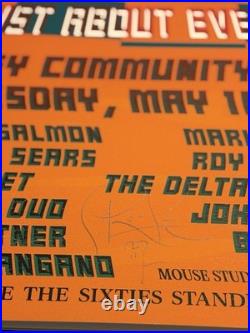 UST ABOUT EVE
Y COMMUNITY
SDAY, MAY 1
SALMON MAR
SEARS ROY
ET THE DELTA
DUO JOH
TNER B
ANGANO
MOUSE STUD
E THE SIXTIES STAND